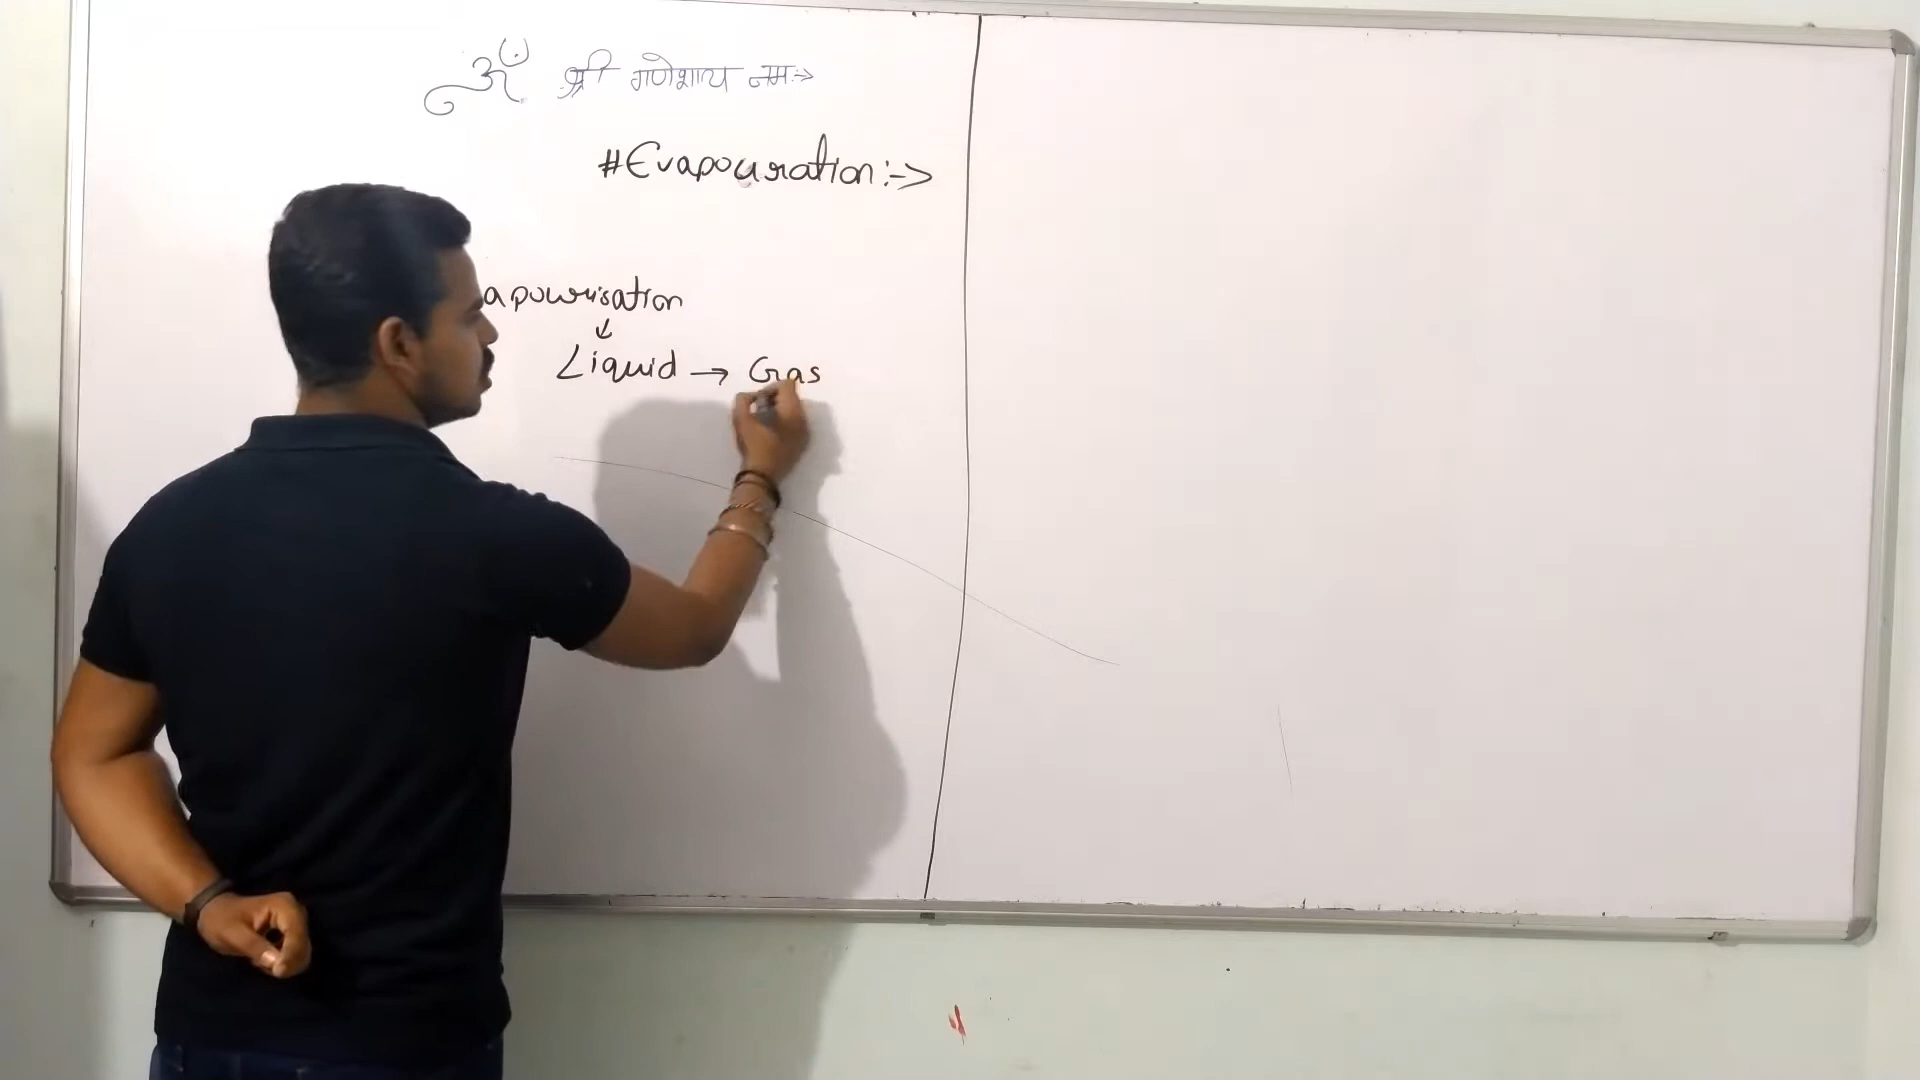 ॐ श्री गणेशाय नमः->
#Evapouration:->
apourisation
↓
Liquid → Gas